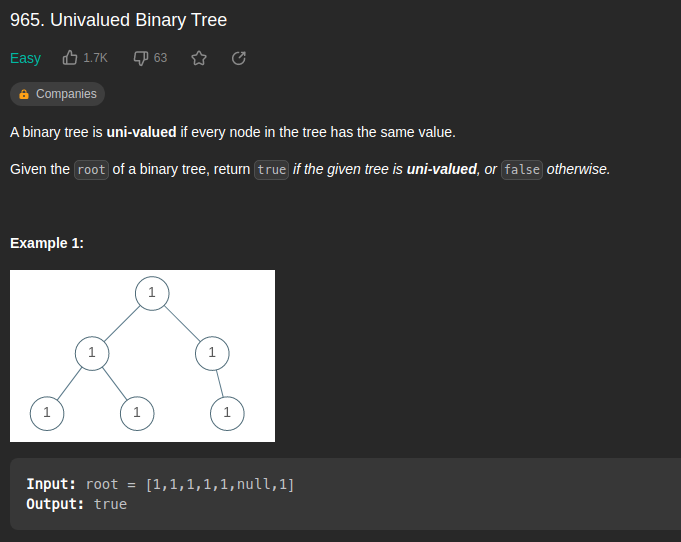 965. Univalued Binary Tree
Easy 1.7K 63
Companies
A binary tree is uni-valued if every node in the tree has the same value.
Given the root of a binary tree, return true if the given tree is uni-valued, or false otherwise.
Example 1:
1
1 1
1 1 1
Input: root = [1,1,1,1,1,null,1]
Output: true